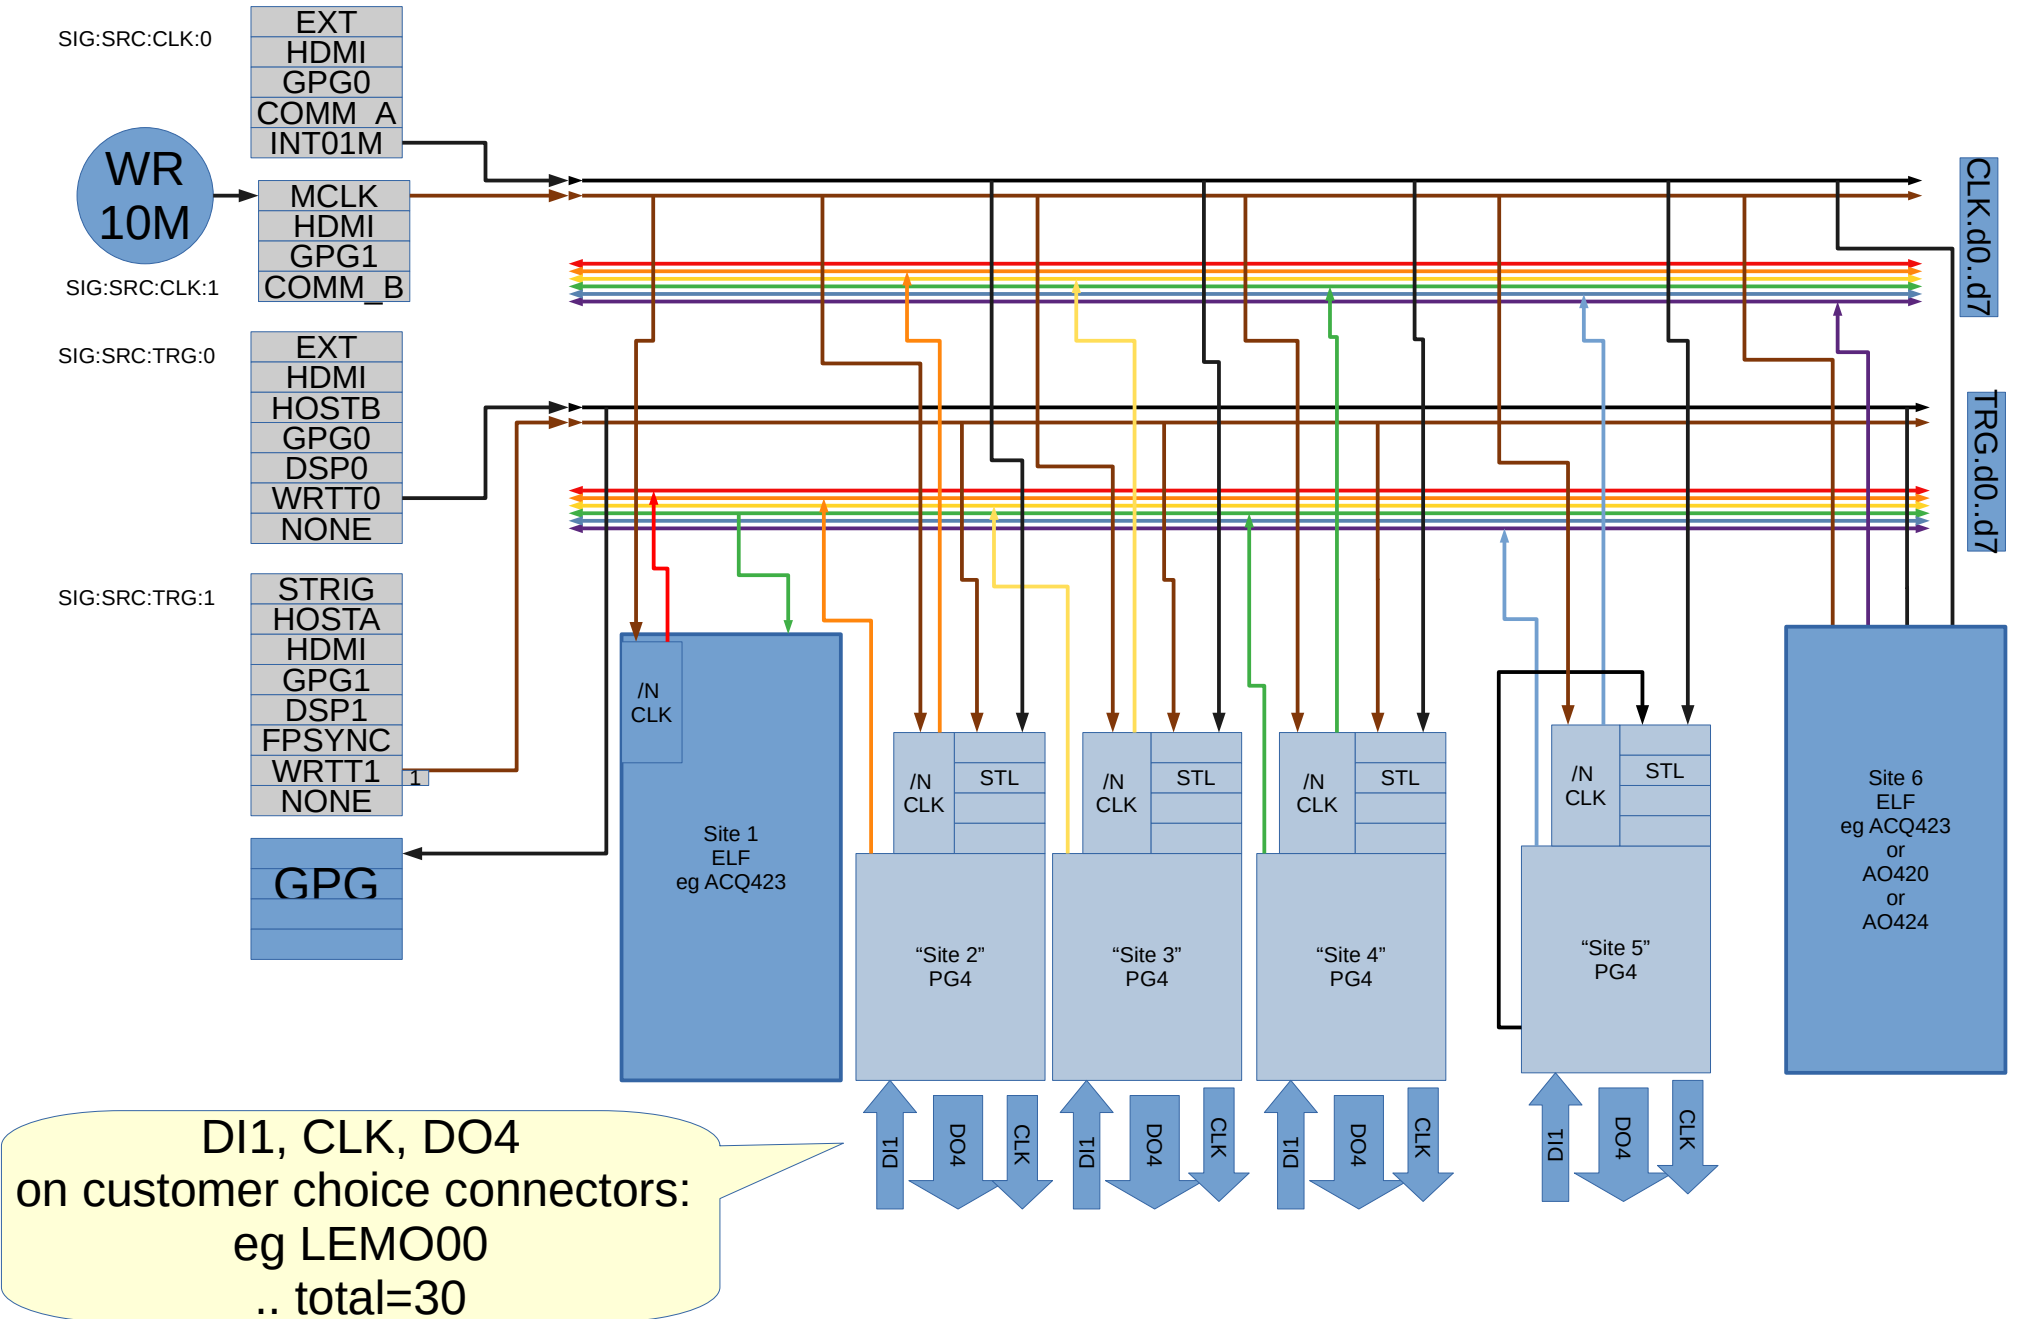 SIG:SRC:CLK:0
EXT
HDMI
GPG0
COMM_A
INT01M
WR
10M
MCLK
HDMI
GPG1
COMM_B
SIG:SRC:CLK:1
CLK.d0..d7
SIG:SRC:TRG:0
EXT
HDMI
HOSTB
GPG0
DSP0
WRTT0
NONE
TRG.d0..d7
SIG:SRC:TRG:1
STRIG
HOSTA
HDMI
GPG1
DSP1
FPSYNC
WRTT1
1
NONE
GPG
/N
CLK
Site 1
ELF
eg ACQ423
/N
CLK
STL
“Site 2”
PG4
/N
CLK
STL
“Site 3”
PG4
/N
CLK
STL
“Site 4”
PG4
/N
CLK
STL
“Site 5”
PG4
Site 6
ELF
eg ACQ423
or
AO420
or
AO424
DI1
DO4
CLK
DI1
DO4
CLK
DI1
DO4
CLK
DI1
DO4
CLK
DI1, CLK, DO4
on customer choice connectors:
eg LEMO00
.. total=30